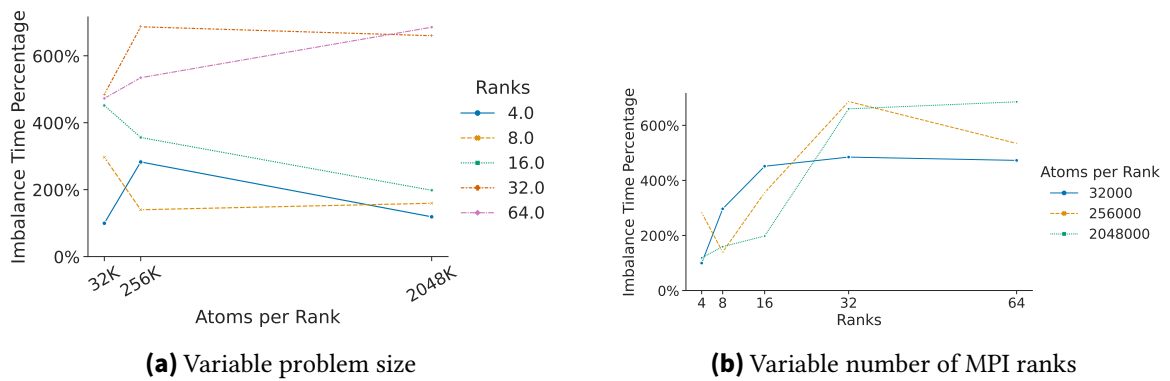 Imbalance Time Percentage
600%
400%
200%
0%
32K
256K
2048K
Atoms per Rank
Ranks
4.0
8.0
16.0
32.0
64.0
(a) Variable problem size
Imbalance Time Percentage
600%
400%
200%
0%
4 8 16 32 64
Ranks
Atoms per Rank
32000
256000
2048000
(b) Variable number of MPI ranks